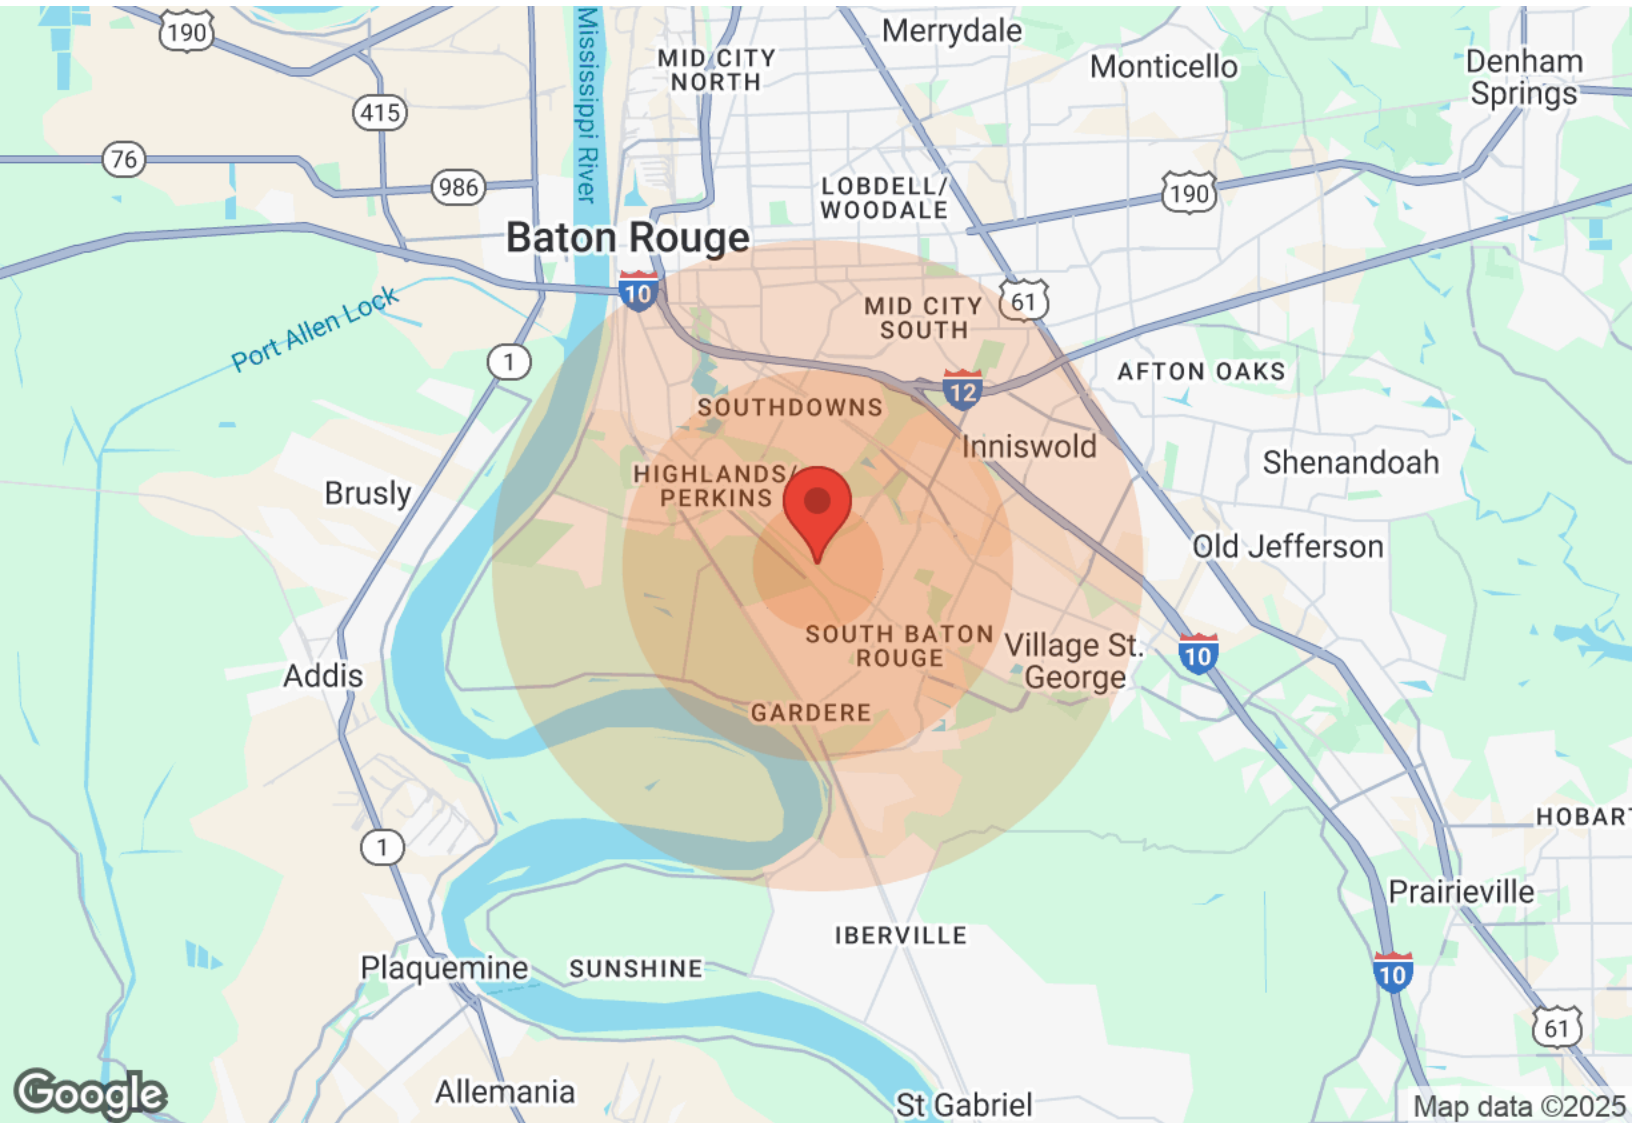 190
Merrydale
MID CITY
NORTH
Monticello
Denham
Springs
415
Mississippi River
76
986
LOBDELL/
WOODALE
190
Baton Rouge
10
Port Allen Lock
61
MID CITY
SOUTH
1
AFTON OAKS
12
SOUTHDOWNS
Inniswold
Shenandoah
HIGHLANDS/
PERKINS
Brusly
Old Jefferson
SOUTH BATON
ROUGE
Village St.
George
10
Addis
GARDERE
HOBART
1
Prairieville
IBERVILLE
Plaquemine
SUNSHINE
10
61
Google
Allemania
St Gabriel
Map data ©2025